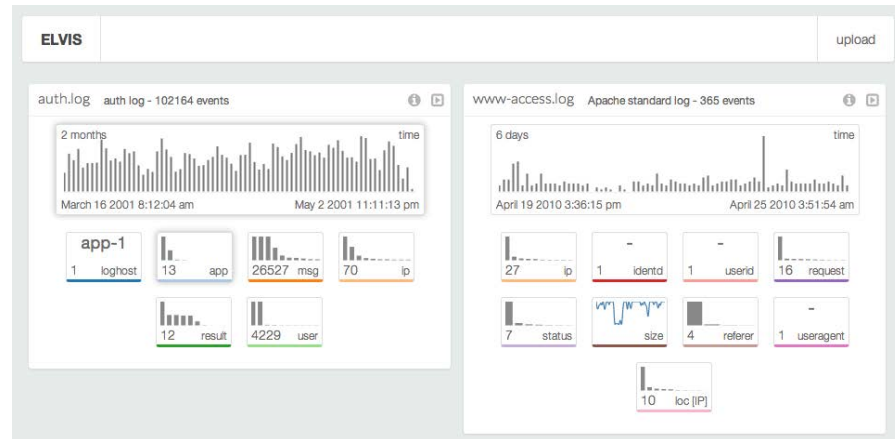 ELVIS
upload
auth.log auth log - 102164 events
2 months time
March 16 2001 8:12:04 am May 2 2001 11:11:13 pm
app-1
1 loghost
13 app
26527 msg
70 ip
12 result
4229 user
www-access.log Apache standard log - 365 events
6 days time
April 19 2010 3:36:15 pm April 25 2010 3:51:54 am
27 ip
-
1 identd
-
1 userid
16 request
7 status
size
4 referer
-
1 useragent
10 loc [IP]